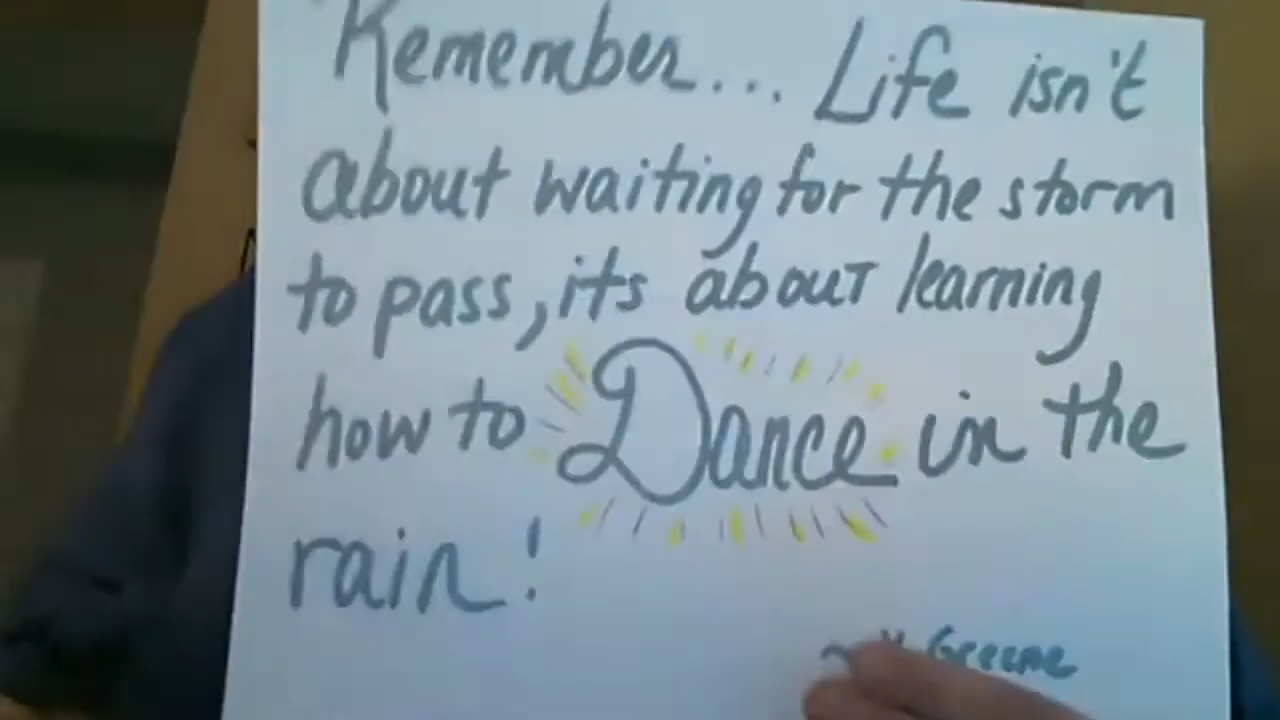 Remember... Life isn't
about waiting for the storm
to pass, its about learning
how to Dance in the
rain!
Greene